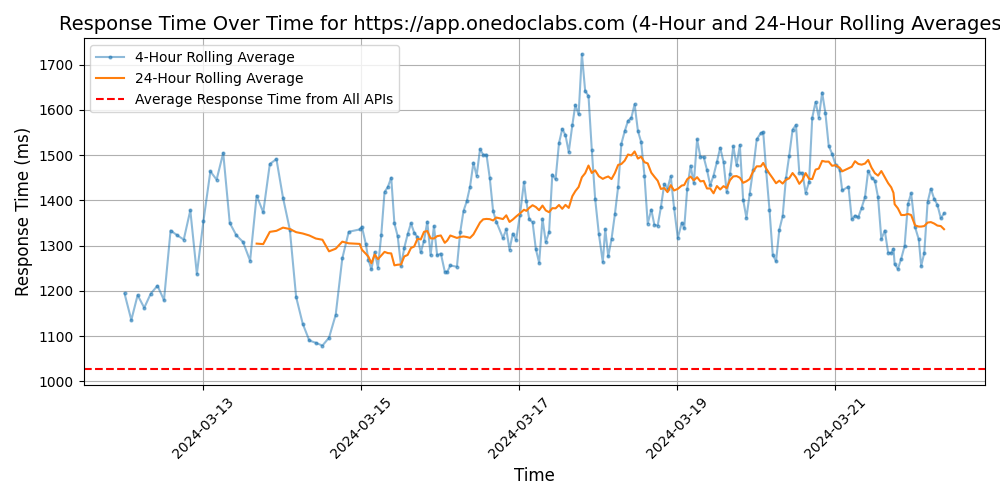 Response Time Over Time for https://app.onedoclabs.com (4-Hour and 24-Hour Rolling Averages
4-Hour Rolling Average
24-Hour Rolling Average
Average Response Time from All APIs
Response Time (ms)
1700
1600
1500
1400
1300
1200
1100
1000
2024-03-13
2024-03-15
2024-03-17
2024-03-19
2024-03-21
Time